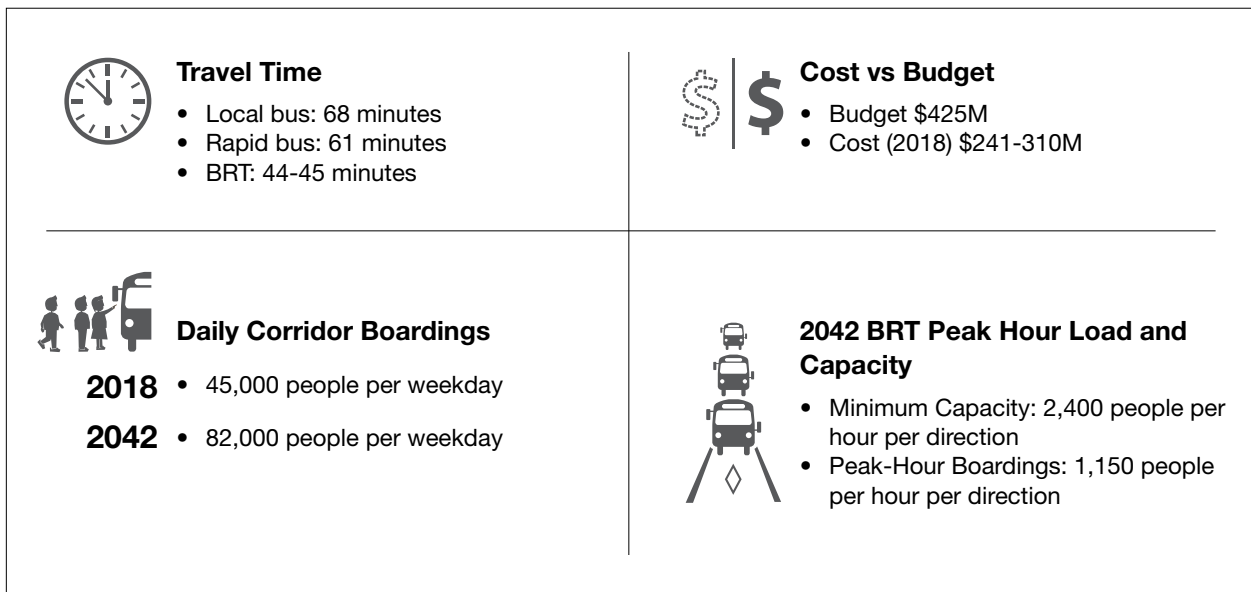 Travel Time
• Local bus: 68 minutes
• Rapid bus: 61 minutes
• BRT: 44-45 minutes
Cost vs Budget
• Budget $425M
• Cost (2018) $241-310M
Daily Corridor Boardings
2018 • 45,000 people per weekday
2042 • 82,000 people per weekday
2042 BRT Peak Hour Load and
Capacity
• Minimum Capacity: 2,400 people per
hour per direction
• Peak-Hour Boardings: 1,150 people
per hour per direction